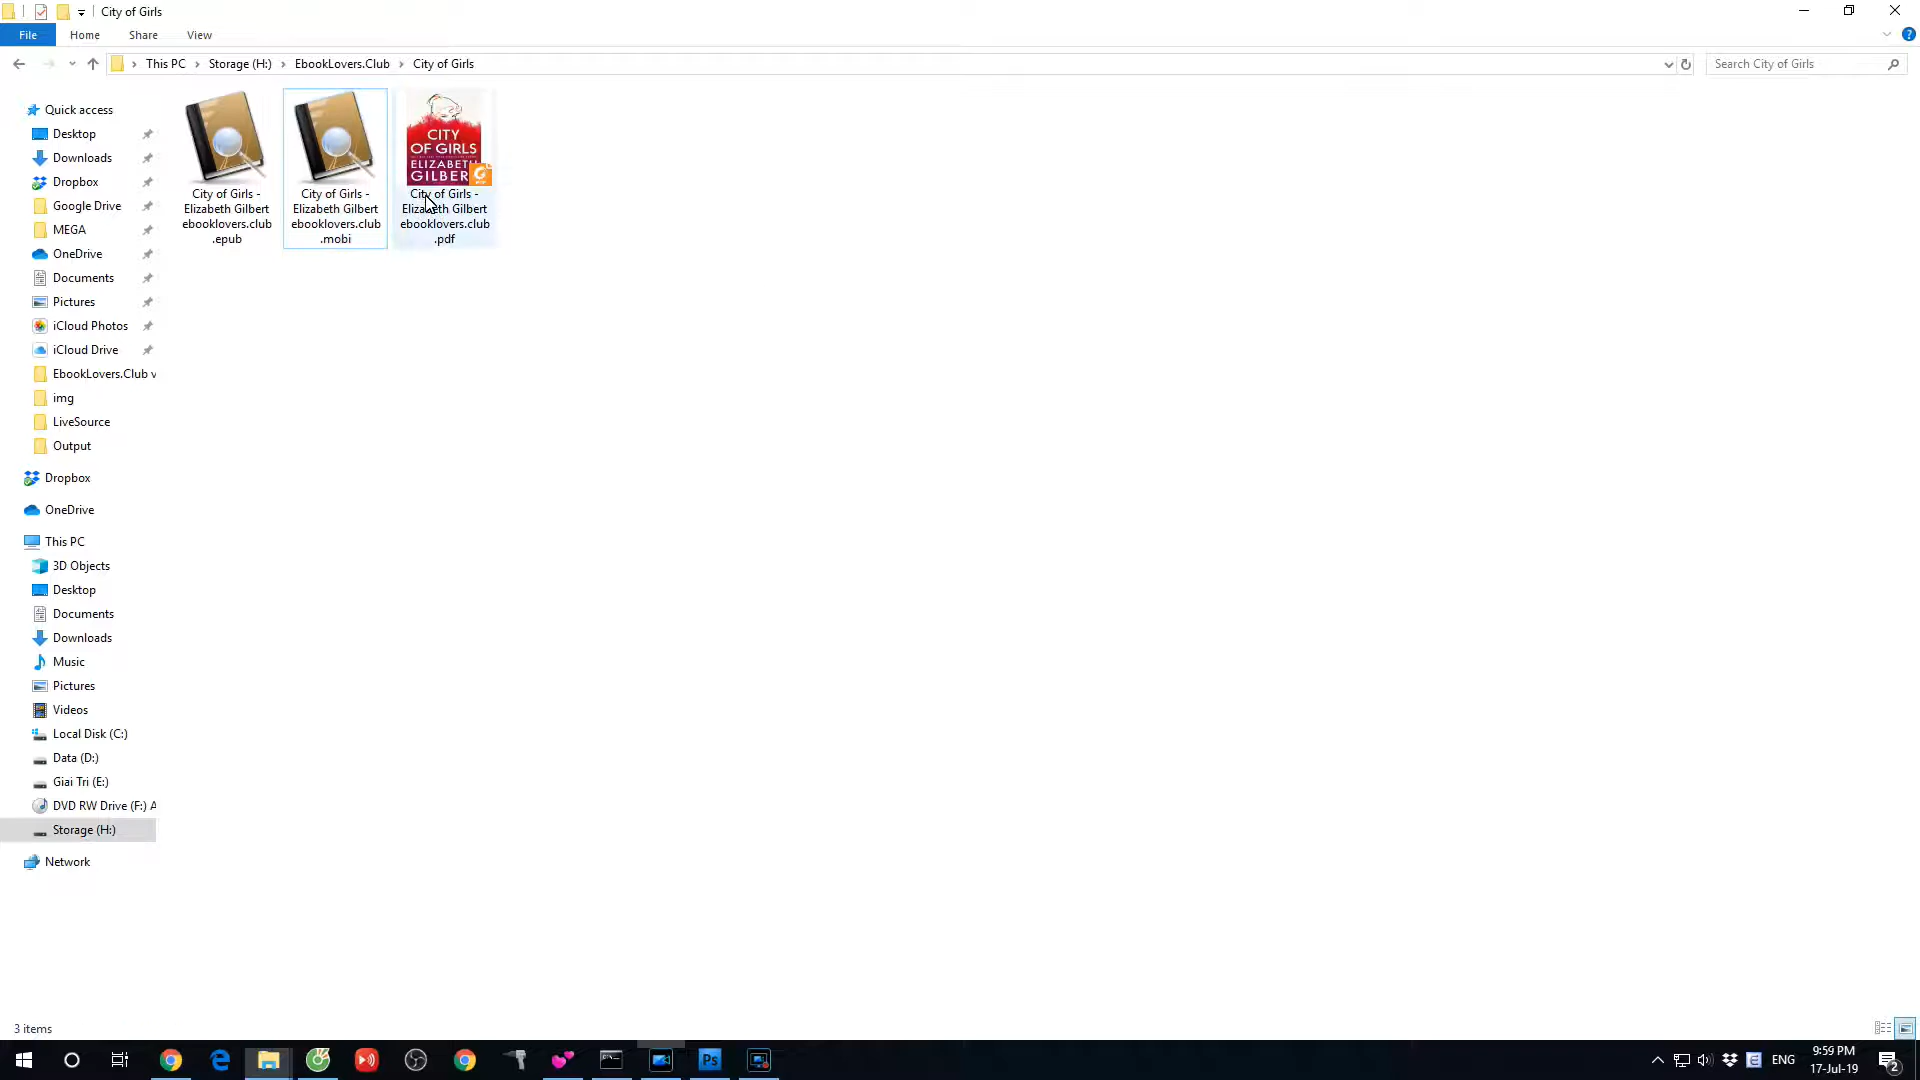 City of Girls
File Home Share View
This PC Storage (H:) EbookLovers.Club City of Girls
Search City of Girls
Quick access
Desktop
Downloads
Dropbox
Google Drive
MEGA
OneDrive
Documents
Pictures
iCloud Photos
iCloud Drive
EbookLovers.Club v
img
LiveSource
Output
Dropbox
OneDrive
This PC
3D Objects
Desktop
Documents
Downloads
Music
Pictures
Videos
Local Disk (C:)
Data (D:)
Giai Tri (E:)
DVD RW Drive (F:) A
Storage (H:)
Network
City of Girls -
Elizabeth Gilbert
ebooklovers.club
.epub
City of Girls -
Elizabeth Gilbert
ebooklovers.club
.mobi
CITY
OF GIRLS
ELIZABETH
GILBER
City of Girls -
Elizabeth Gilbert
ebooklovers.club
.pdf
3 items
Ps
ENG
9:59 PM
17-Jul-19
2